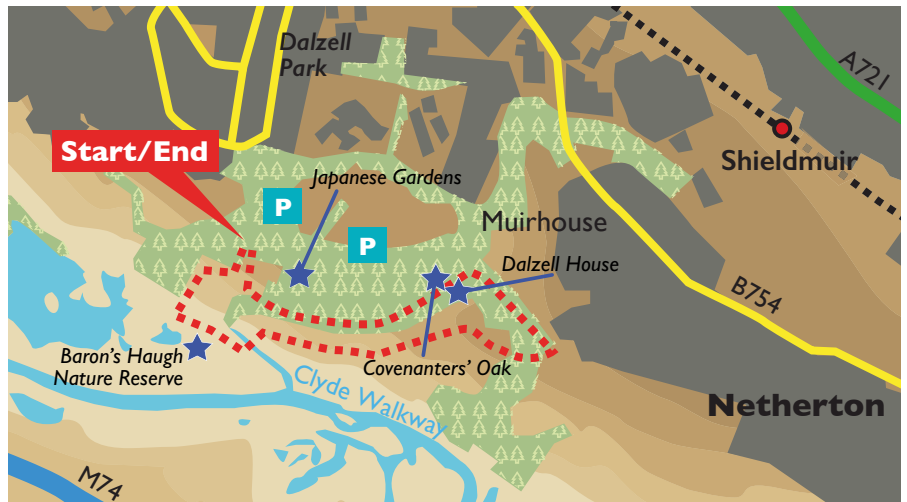 Dalzell
Park
A721
Start/End
Shieldmuir
Japanese Gardens
P
Muirhouse
P
Dalzell House
B754
Baron's Haugh
Nature Reserve
Covenanters' Oak
Clyde Walkway
Netherton
M74